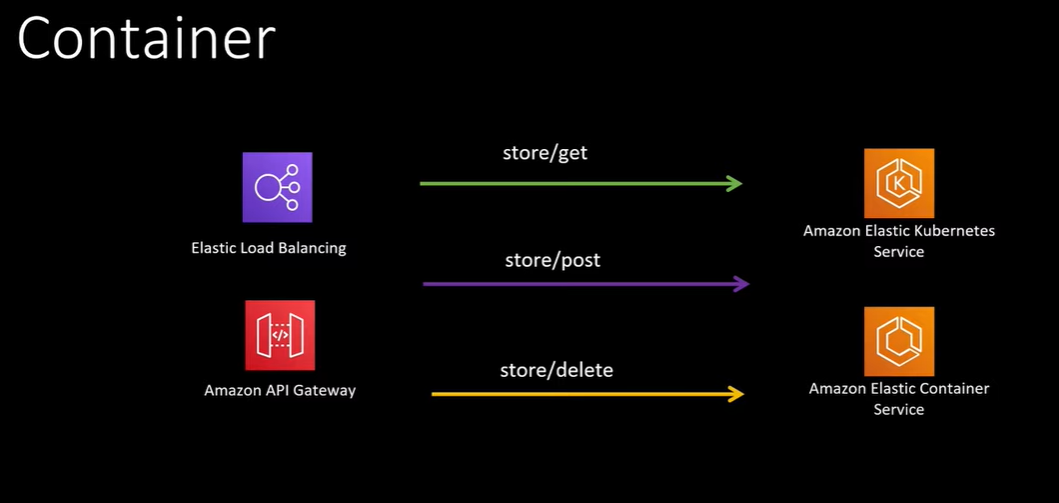 Container
store/get
Elastic Load Balancing
Amazon Elastic Kubernetes
Service
store/post
Amazon API Gateway
store/delete
Amazon Elastic Container
Service